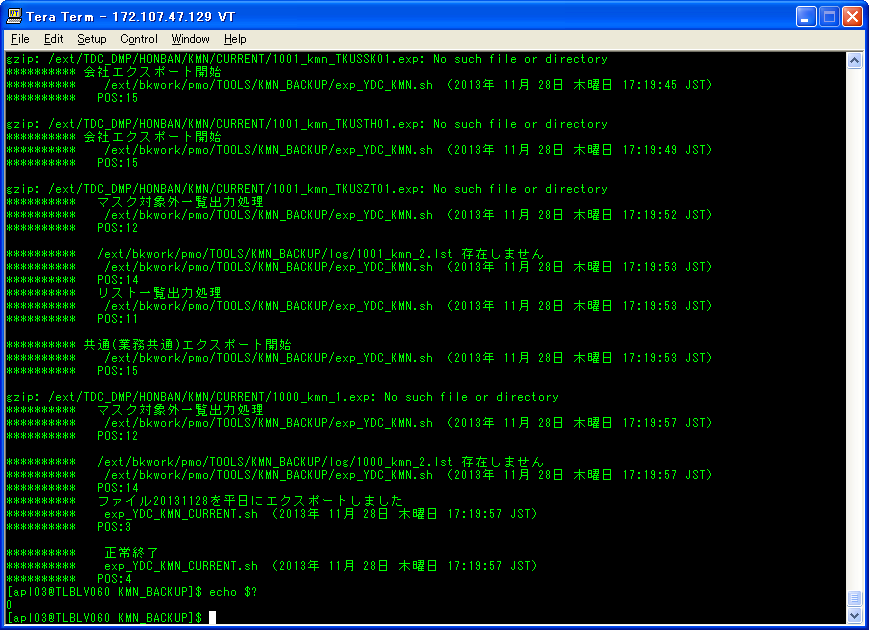 Tera Term - 172.107.47.129 VT
File Edit Setup Control Window Help
gzip: /ext/TDC_DMP/HONBAN/KMN/CURRENT/1001_kmn_TKUSSK01.exp: No such file or directory
********** 会社エクスポート開始
********** /ext/bkwork/pmo/TOOLS/KMN_BACKUP/exp_YDC_KMN.sh (2013年 11月 28日 木曜日 17:19:45 JST)
********** POS:15
gzip: /ext/TDC_DMP/HONBAN/KMN/CURRENT/1001_kmn_TKUSTH01.exp: No such file or directory
********** 会社エクスポート開始
********** /ext/bkwork/pmo/TOOLS/KMN_BACKUP/exp_YDC_KMN.sh (2013年 11月 28日 木曜日 17:19:49 JST)
********** POS:15
gzip: /ext/TDC_DMP/HONBAN/KMN/CURRENT/1001_kmn_TKUSZT01.exp: No such file or directory
********** マスク対象外一覧出力処理
********** /ext/bkwork/pmo/TOOLS/KMN_BACKUP/exp_YDC_KMN.sh (2013年 11月 28日 木曜日 17:19:52 JST)
********** POS:12
********** /ext/bkwork/pmo/TOOLS/KMN_BACKUP/log/1001_kmn_2.lst 存在しません
********** /ext/bkwork/pmo/TOOLS/KMN_BACKUP/exp_YDC_KMN.sh (2013年 11月 28日 木曜日 17:19:53 JST)
********** POS:14
********** リスト一覧出力処理
********** /ext/bkwork/pmo/TOOLS/KMN_BACKUP/exp_YDC_KMN.sh (2013年 11月 28日 木曜日 17:19:53 JST)
********** POS:11
********** 共通(業務共通)エクスポート開始
********** /ext/bkwork/pmo/TOOLS/KMN_BACKUP/exp_YDC_KMN.sh (2013年 11月 28日 木曜日 17:19:53 JST)
********** POS:15
gzip: /ext/TDC_DMP/HONBAN/KMN/CURRENT/1000_kmn_1.exp: No such file or directory
********** マスク対象外一覧出力処理
********** /ext/bkwork/pmo/TOOLS/KMN_BACKUP/exp_YDC_KMN.sh (2013年 11月 28日 木曜日 17:19:57 JST)
********** POS:12
********** /ext/bkwork/pmo/TOOLS/KMN_BACKUP/log/1000_kmn_2.lst 存在しません
********** /ext/bkwork/pmo/TOOLS/KMN_BACKUP/exp_YDC_KMN.sh (2013年 11月 28日 木曜日 17:19:57 JST)
********** POS:14
********** ファイル20131128を平日にエクスポートしました
********** exp_YDC_KMN_CURRENT.sh (2013年 11月 28日 木曜日 17:19:57 JST)
********** POS:3
********** 正常終了
********** exp_YDC_KMN_CURRENT.sh (2013年 11月 28日 木曜日 17:19:57 JST)
********** POS:4
[apl03@TLBLV060 KMN_BACKUP]$ echo $?
0
[apl03@TLBLV060 KMN_BACKUP]$